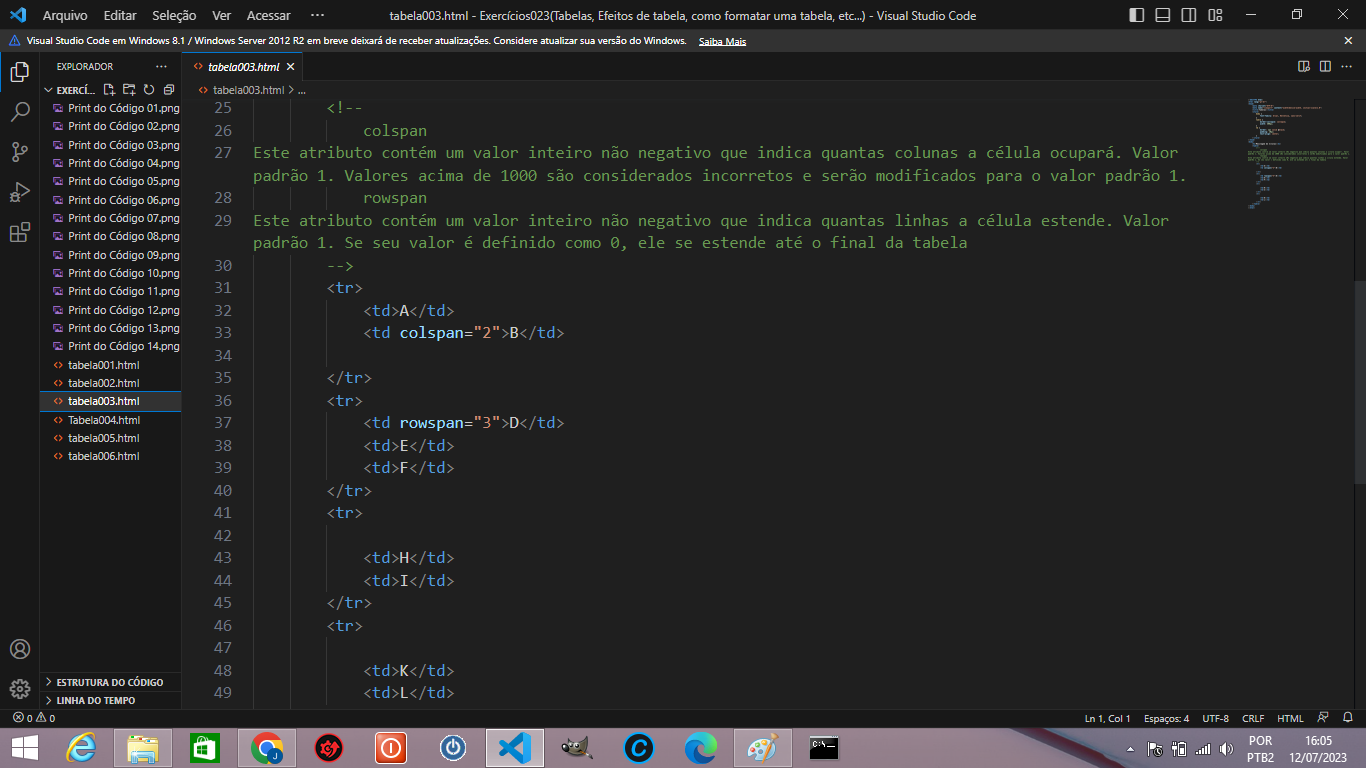 Arquivo Editar Seleção Ver Acessar ··· tabela003.html - Exercícios023(Tabelas, Efeitos de tabela, como formatar uma tabela, etc...) - Visual Studio Code
Visual Studio Code em Windows 8.1 / Windows Server 2012 R2 em breve deixará de receber atualizações. Considere atualizar sua versão do Windows. Saiba Mais
EXPLORADOR ···
tabela003.html
EXERCÍ...
tabela003.html > ...
Print do Código 01.png
Print do Código 02.png
Print do Código 03.png
Print do Código 04.png
Print do Código 05.png
Print do Código 06.png
Print do Código 07.png
Print do Código 08.png
Print do Código 09.png
Print do Código 10.png
Print do Código 11.png
Print do Código 12.png
Print do Código 13.png
Print do Código 14.png
tabela001.html
tabela002.html
tabela003.html
Tabela004.html
tabela005.html
tabela006.html
ESTRUTURA DO CÓDIGO
LINHA DO TEMPO
25 <!--
26 colspan
27 Este atributo contém um valor inteiro não negativo que indica quantas colunas a célula ocupará. Valor
padrão 1. Valores acima de 1000 são considerados incorretos e serão modificados para o valor padrão 1.
28 rowspan
29 Este atributo contém um valor inteiro não negativo que indica quantas linhas a célula estende. Valor
padrão 1. Se seu valor é definido como 0, ele se estende até o final da tabela
30 -->
31 <tr>
32 <td>A</td>
33 <td colspan="2">B</td>
34
35 </tr>
36 <tr>
37 <td rowspan="3">D</td>
38 <td>E</td>
39 <td>F</td>
40 </tr>
41 <tr>
42
43 <td>H</td>
44 <td>I</td>
45 </tr>
46 <tr>
47
48 <td>K</td>
49 <td>L</td>
0 0
Ln 1, Col 1 Espaços: 4 UTF-8 CRLF HTML
POR 16:05
PTB2 12/07/2023